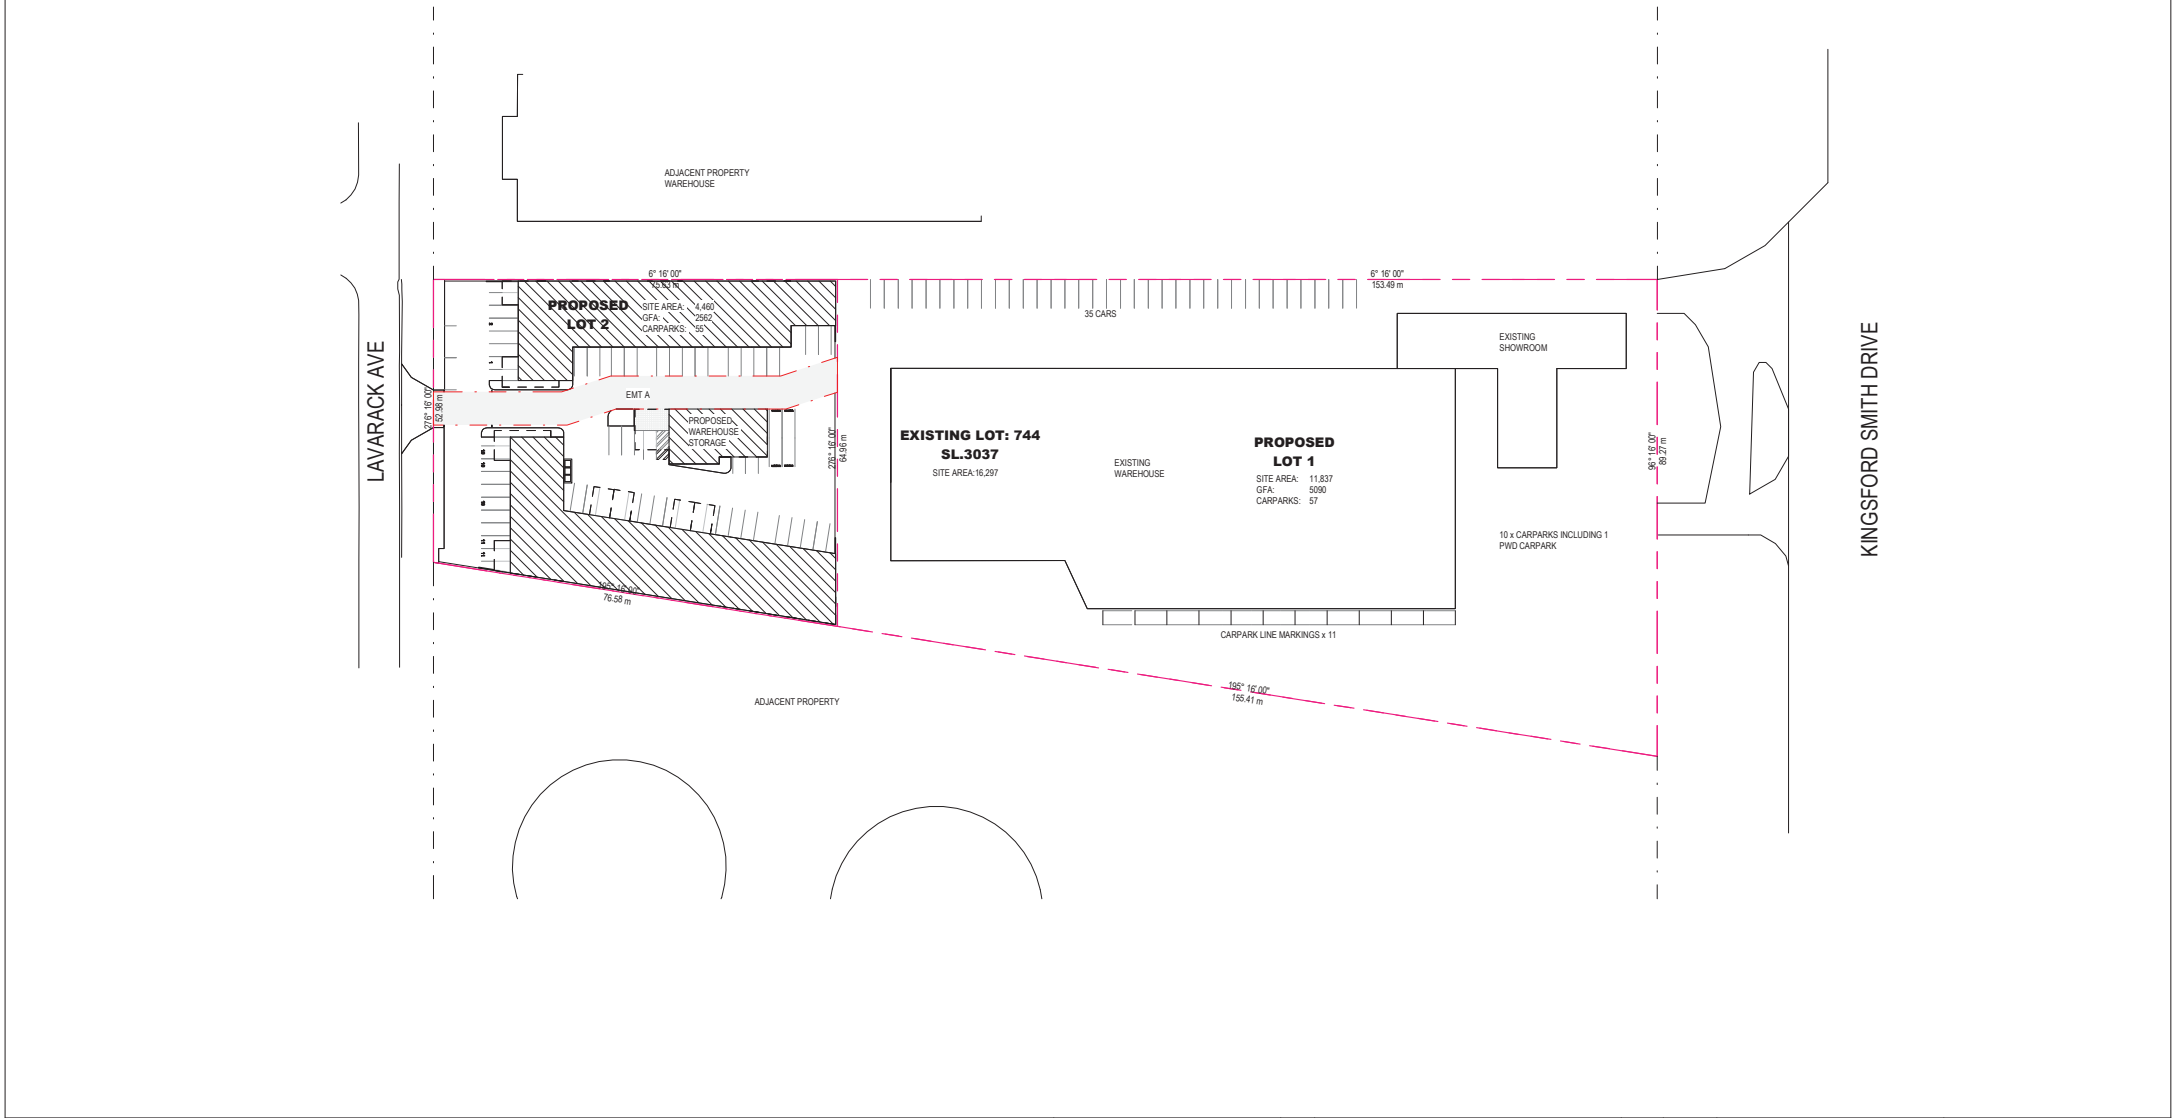 ADJACENT PROPERTY
WAREHOUSE
6° 16' 00"
75.63 m
6° 16' 00"
153.49 m
PROPOSED
LOT 2
SITE AREA: 4,460
GFA: 2562
CARPARKS: 55
35 CARS
EXISTING
SHOWROOM
LAVARACK AVE
276° 16' 00"
52.98 m
EMT A
PROPOSED
WAREHOUSE
STORAGE
276° 16' 00"
64.96 m
EXISTING LOT: 744
SL.3037
SITE AREA:16,297
EXISTING
WAREHOUSE
PROPOSED
LOT 1
SITE AREA: 11,837
GFA: 5090
CARPARKS: 57
96° 16' 00"
89.27 m
KINGSFORD SMITH DRIVE
10 x CARPARKS INCLUDING 1
PWD CARPARK
195° 16' 00"
76.58 m
CARPARK LINE MARKINGS x 11
195° 16' 00"
155.41 m
ADJACENT PROPERTY